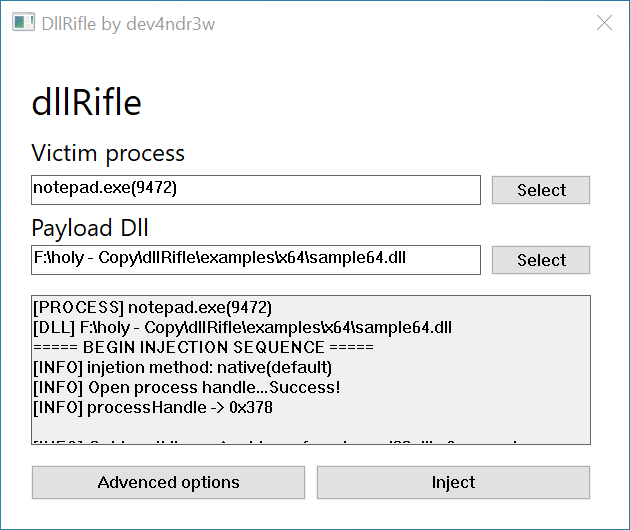 DllRifle by dev4ndr3w
dllRifle
Victim process
notepad.exe(9472)
Select
Payload Dll
F:\holy - Copy\dllRifle\examples\x64\sample64.dll
Select
[PROCESS] notepad.exe(9472)
[DLL] F:\holy - Copy\dllRifle\examples\x64\sample64.dll
===== BEGIN INJECTION SEQUENCE =====
[INFO] injetion method: native(default)
[INFO] Open process handle...Success!
[INFO] processHandle -> 0x378
Advenced options
Inject